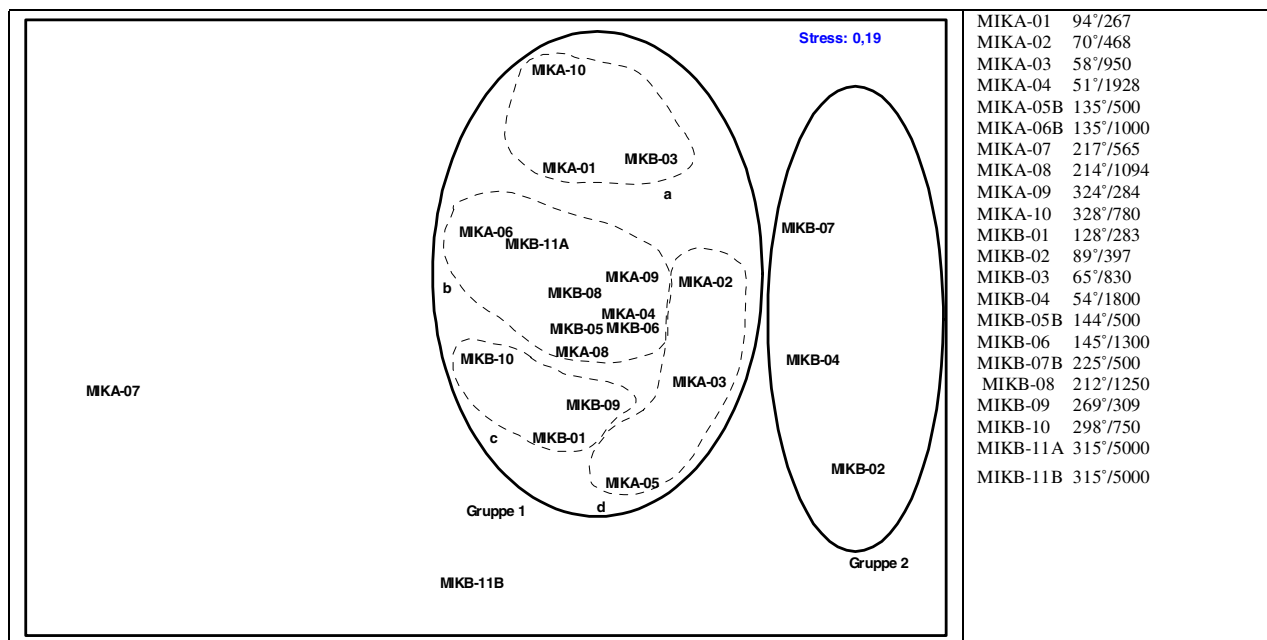 Stress: 0,19
MIKA-10
MIKA-01
MIKB-03
a
MIKA-06
MIKB-11A
MIKB-07
MIKA-09
MIKA-02
b
MIKB-08
MIKA-04
MIKB-05
MIKB-06
MIKA-08
MIKB-10
MIKB-04
MIKA-03
MIKA-07
MIKB-09
MIKB-01
c
MIKB-02
MIKA-05
d
Gruppe 1
Gruppe 2
MIKB-11B
MIKA-01 94°/267
MIKA-02 70°/468
MIKA-03 58°/950
MIKA-04 51°/1928
MIKA-05B 135°/500
MIKA-06B 135°/1000
MIKA-07 217°/565
MIKA-08 214°/1094
MIKA-09 324°/284
MIKA-10 328°/780
MIKB-01 128°/283
MIKB-02 89°/397
MIKB-03 65°/830
MIKB-04 54°/1800
MIKB-05B 144°/500
MIKB-06 145°/1300
MIKB-07B 225°/500
MIKB-08 212°/1250
MIKB-09 269°/309
MIKB-10 298°/750
MIKB-11A 315°/5000
MIKB-11B 315°/5000